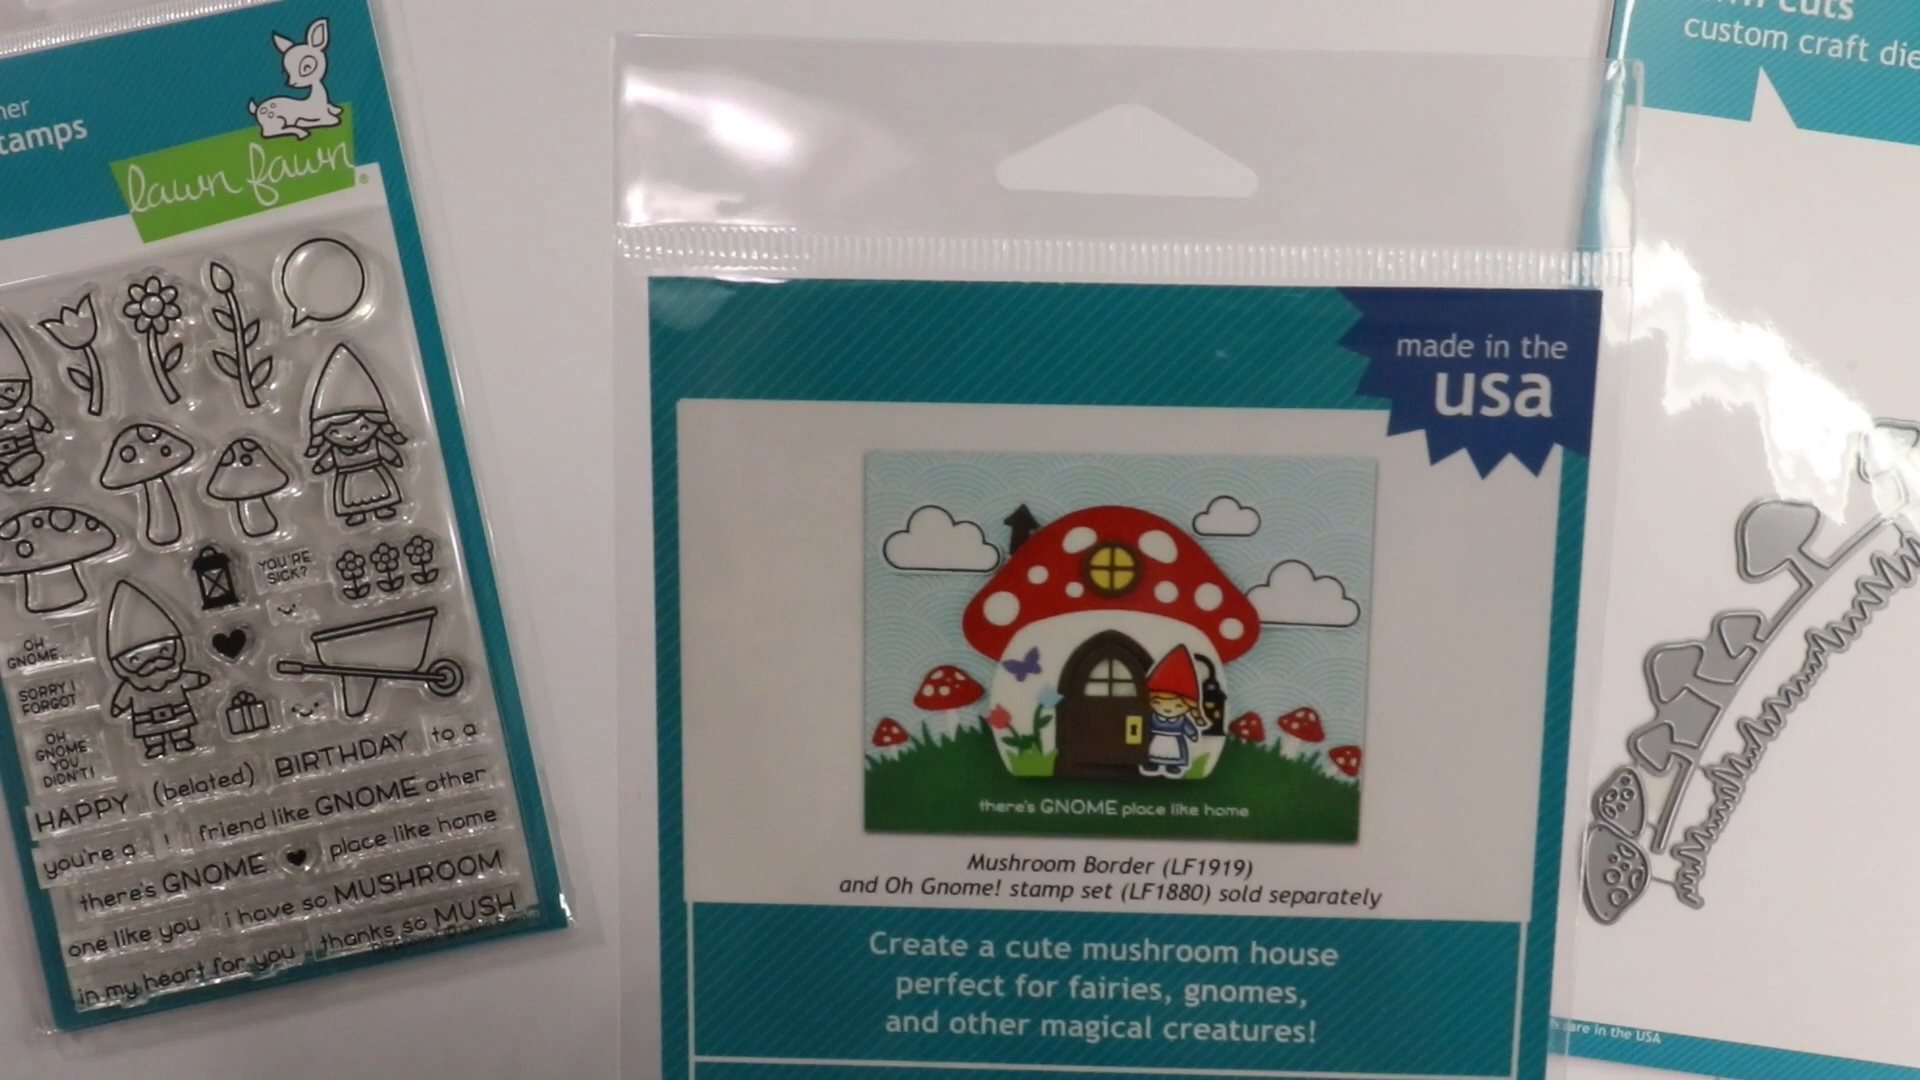 tamps
lawn fawn
YOU'RE
SICK?
OH
GNOME...
SORRY I
FORGOT
OH
GNOME
YOU
DIDN'T!
HAPPY (belated) BIRTHDAY to a
you're a ! friend like GNOME other
there's GNOME place like home
one like you i have so MUSHROOM
in my heart for you thanks so MUSH
made in the
usa
there's GNOME place like home
Mushroom Border (LF1919)
and Oh Gnome! stamp set (LF1880) sold separately
Create a cute mushroom house
perfect for fairies, gnomes,
and other magical creatures!
cuts
custom craft die
are in the USA